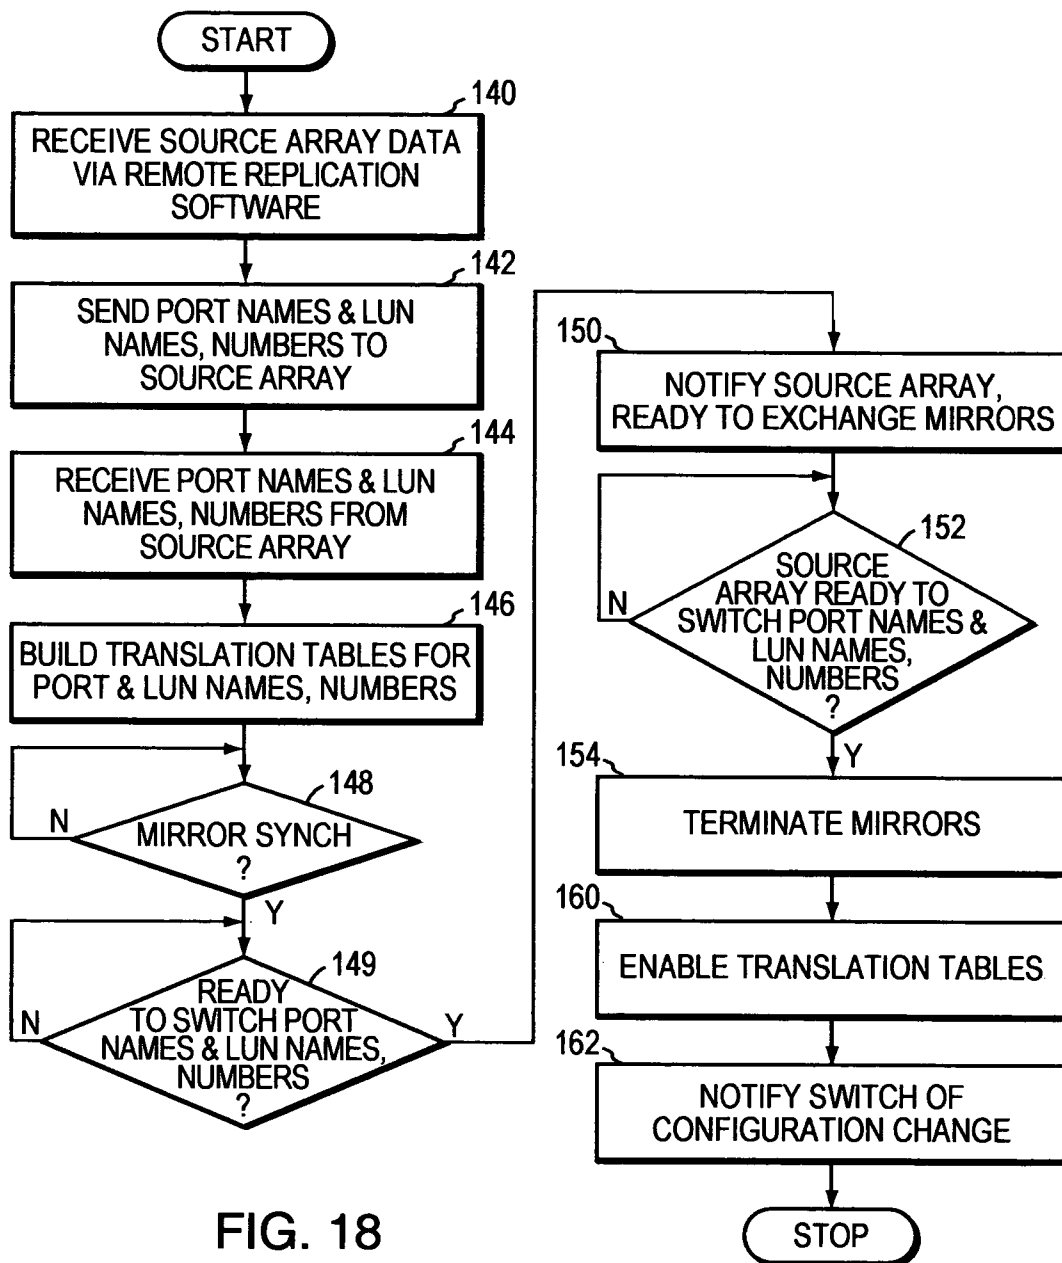 START
140
RECEIVE SOURCE ARRAY DATA
VIA REMOTE REPLICATION
SOFTWARE
142
SEND PORT NAMES & LUN
NAMES, NUMBERS TO
SOURCE ARRAY
144
RECEIVE PORT NAMES & LUN
NAMES, NUMBERS FROM
SOURCE ARRAY
146
BUILD TRANSLATION TABLES FOR
PORT & LUN NAMES, NUMBERS
148
N
MIRROR SYNCH
?
Y
149
N
READY
TO SWITCH PORT
NAMES & LUN NAMES,
NUMBERS
?
Y
150
NOTIFY SOURCE ARRAY,
READY TO EXCHANGE MIRRORS
152
N
SOURCE
ARRAY READY TO
SWITCH PORT NAMES &
LUN NAMES,
NUMBERS
?
Y
154
TERMINATE MIRRORS
160
ENABLE TRANSLATION TABLES
162
NOTIFY SWITCH OF
CONFIGURATION CHANGE
STOP
FIG. 18